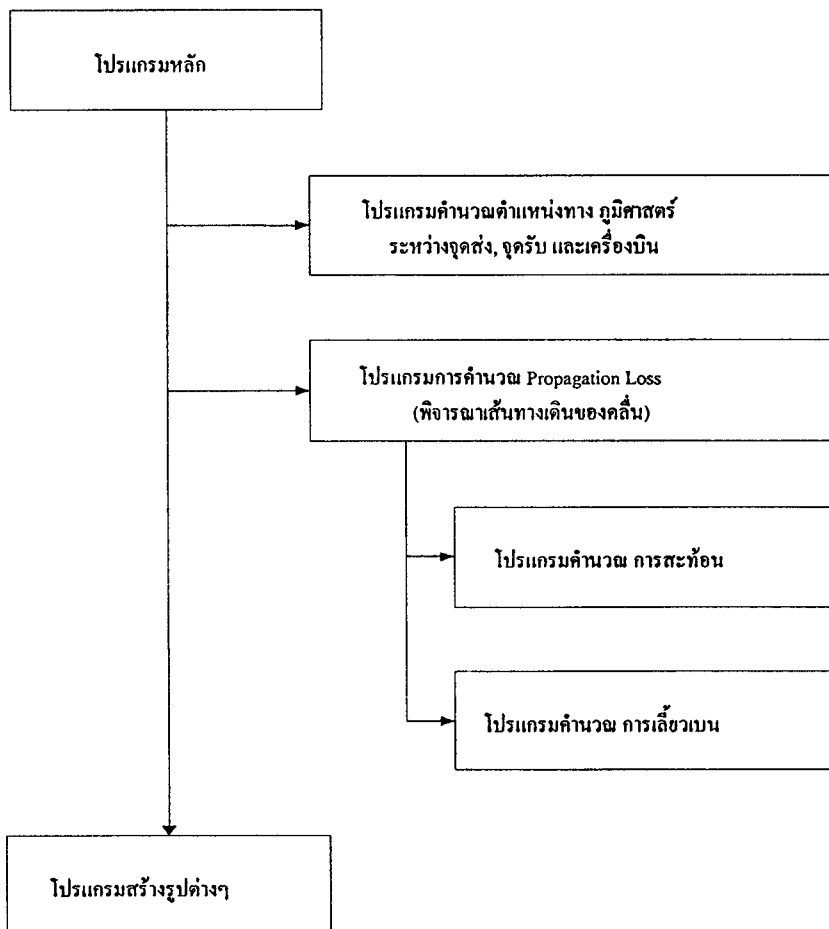 โปรแกรมหลัก
โปรแกรมคำนวณตำแหน่งทาง ภูมิศาสตร์
ระหว่างจุดส่ง, จุดรับ และเครื่องบิน
โปรแกรมการคำนวณ Propagation Loss
(พิจารณาเส้นทางเดินของคลื่น)
โปรแกรมคำนวณ การสะท้อน
โปรแกรมคำนวณ การเลี้ยวเบน
โปรแกรมสร้างรูปต่างๆ